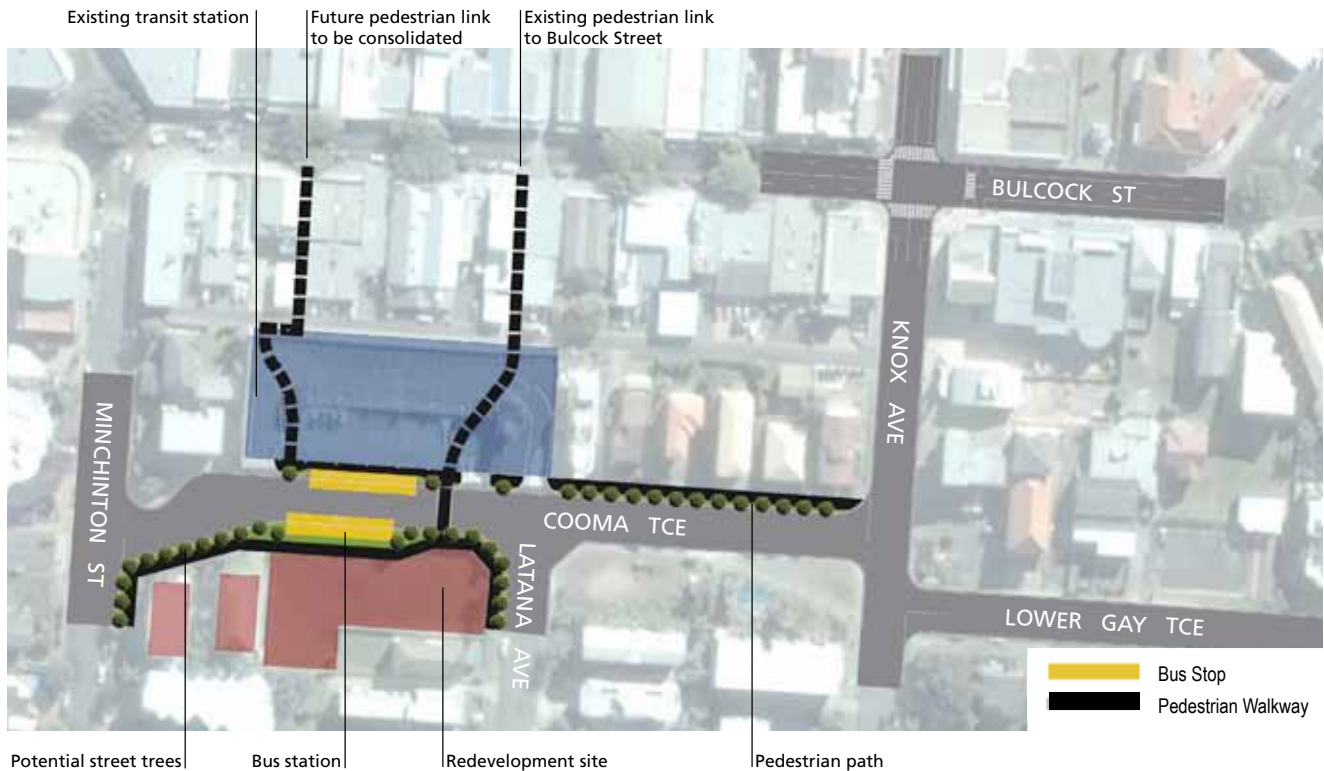 Existing transit station
Future pedestrian link
to be consolidated
Existing pedestrian link
to Bulcock Street
BULCOCK ST
KNOX AVE
MINCHINTON ST
COOMA TCE
LATANA AVE
LOWER GAY TCE
Bus Stop
Pedestrian Walkway
Potential street trees
Bus station
Redevelopment site
Pedestrian path